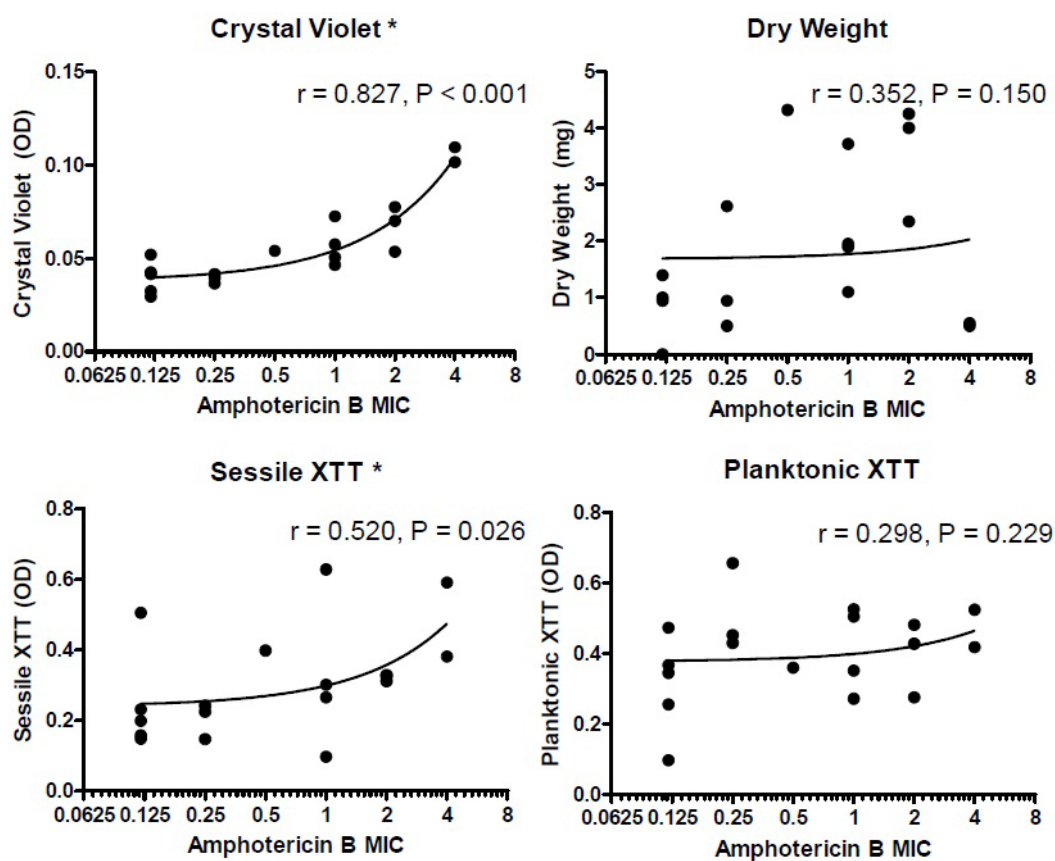 Crystal Violet *
r = 0.827, P < 0.001
Crystal Violet (OD)
0.15
0.10
0.05
0.00
0.0625 0.125 0.25 0.5 1 2 4 8
Amphotericin B MIC
Dry Weight
r = 0.352, P = 0.150
Dry Weight (mg)
5
4
3
2
1
0
0.0625 0.125 0.25 0.5 1 2 4 8
Amphotericin B MIC
Sessile XTT *
r = 0.520, P = 0.026
Sessile XTT (OD)
0.8
0.6
0.4
0.2
0.0
0.0625 0.125 0.25 0.5 1 2 4 8
Amphotericin B MIC
Planktonic XTT
r = 0.298, P = 0.229
Planktonic XTT (OD)
0.8
0.6
0.4
0.2
0.0
0.0625 0.125 0.25 0.5 1 2 4 8
Amphotericin B MIC